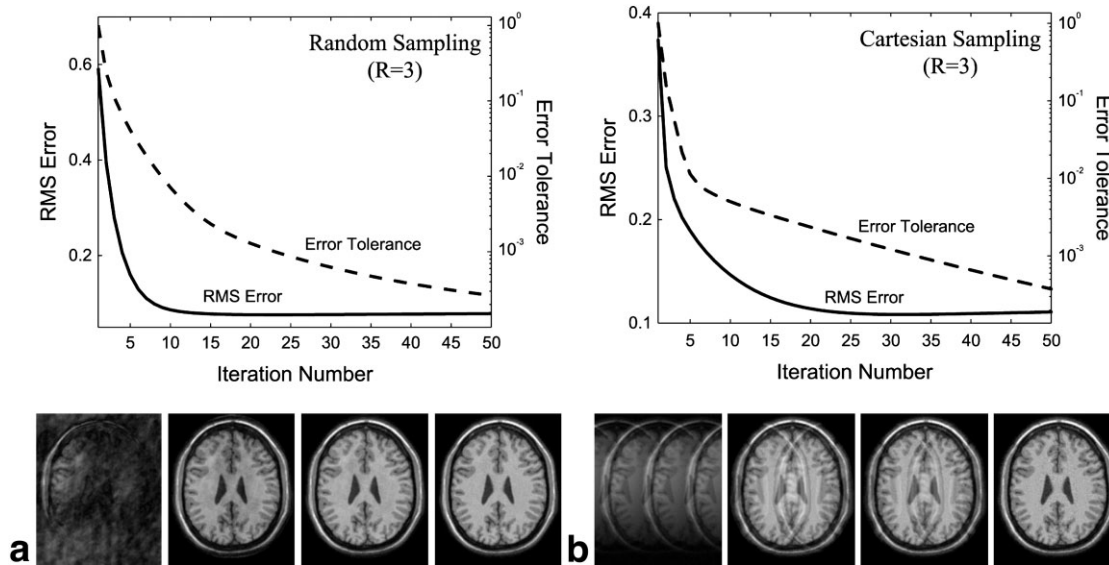 Random Sampling
(R=3)
RMS Error
0.6
0.4
0.2
10^0
10^-1
10^-2
10^-3
Error Tolerance
Error Tolerance
RMS Error
5 10 15 20 25 30 35 40 45 50
Iteration Number
Cartesian Sampling
(R=3)
RMS Error
0.4
0.3
0.2
0.1
10^0
10^-1
10^-2
10^-3
Error Tolerance
Error Tolerance
RMS Error
5 10 15 20 25 30 35 40 45 50
Iteration Number
a
b